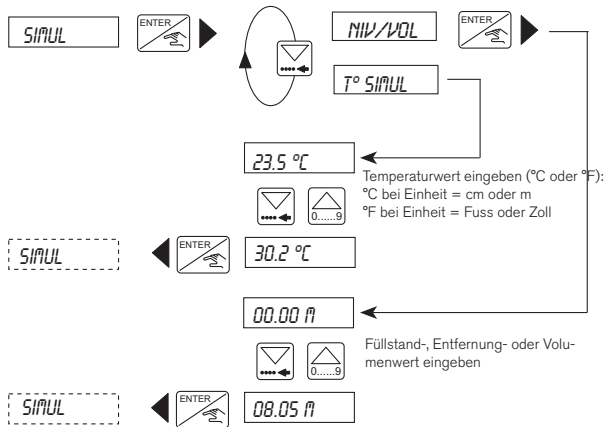 SIMUL
ENTER
NIV/VOL
ENTER
T° SIMUL
23.5 °C
Temperaturwert eingeben (°C oder °F):
°C bei Einheit = cm oder m
°F bei Einheit = Fuss oder Zoll
0......9
SIMUL
ENTER
30.2 °C
00.00 M
Füllstand-, Entfernung- oder Volu-
menwert eingeben
0......9
SIMUL
ENTER
08.05 M